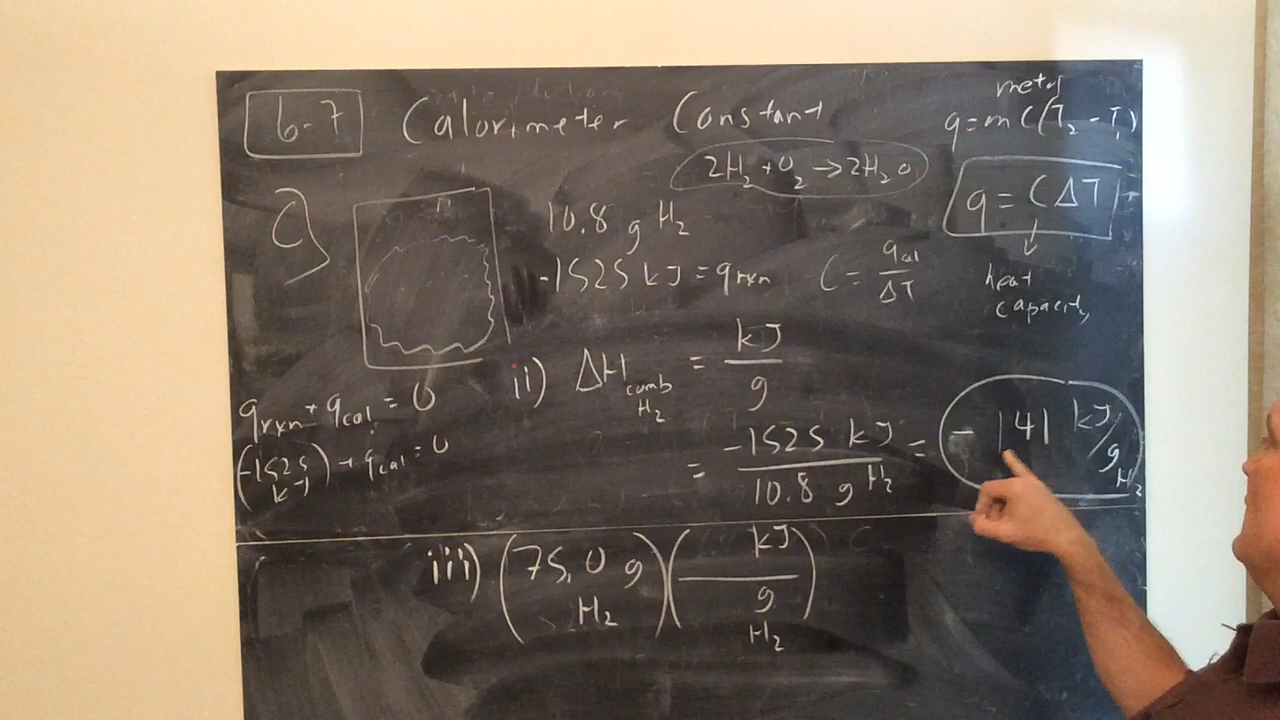 6-7 Calorimeter Constant
metal
q=mC(T₂-T₁)
2H₂+O₂→2H₂O
q=CΔT
heat
capacity
C)
10.8 g H₂
-1525 kJ = q rxn
C = q cal / ΔT
q rxn + q cal = 0
(-1525 kJ) + q cal = 0
ii) ΔH comb H₂ = kJ / g
= -1525 kJ / 10.8 g H₂ = -141 kJ/g H₂
iii) (75.0 g H₂)( kJ / g H₂)